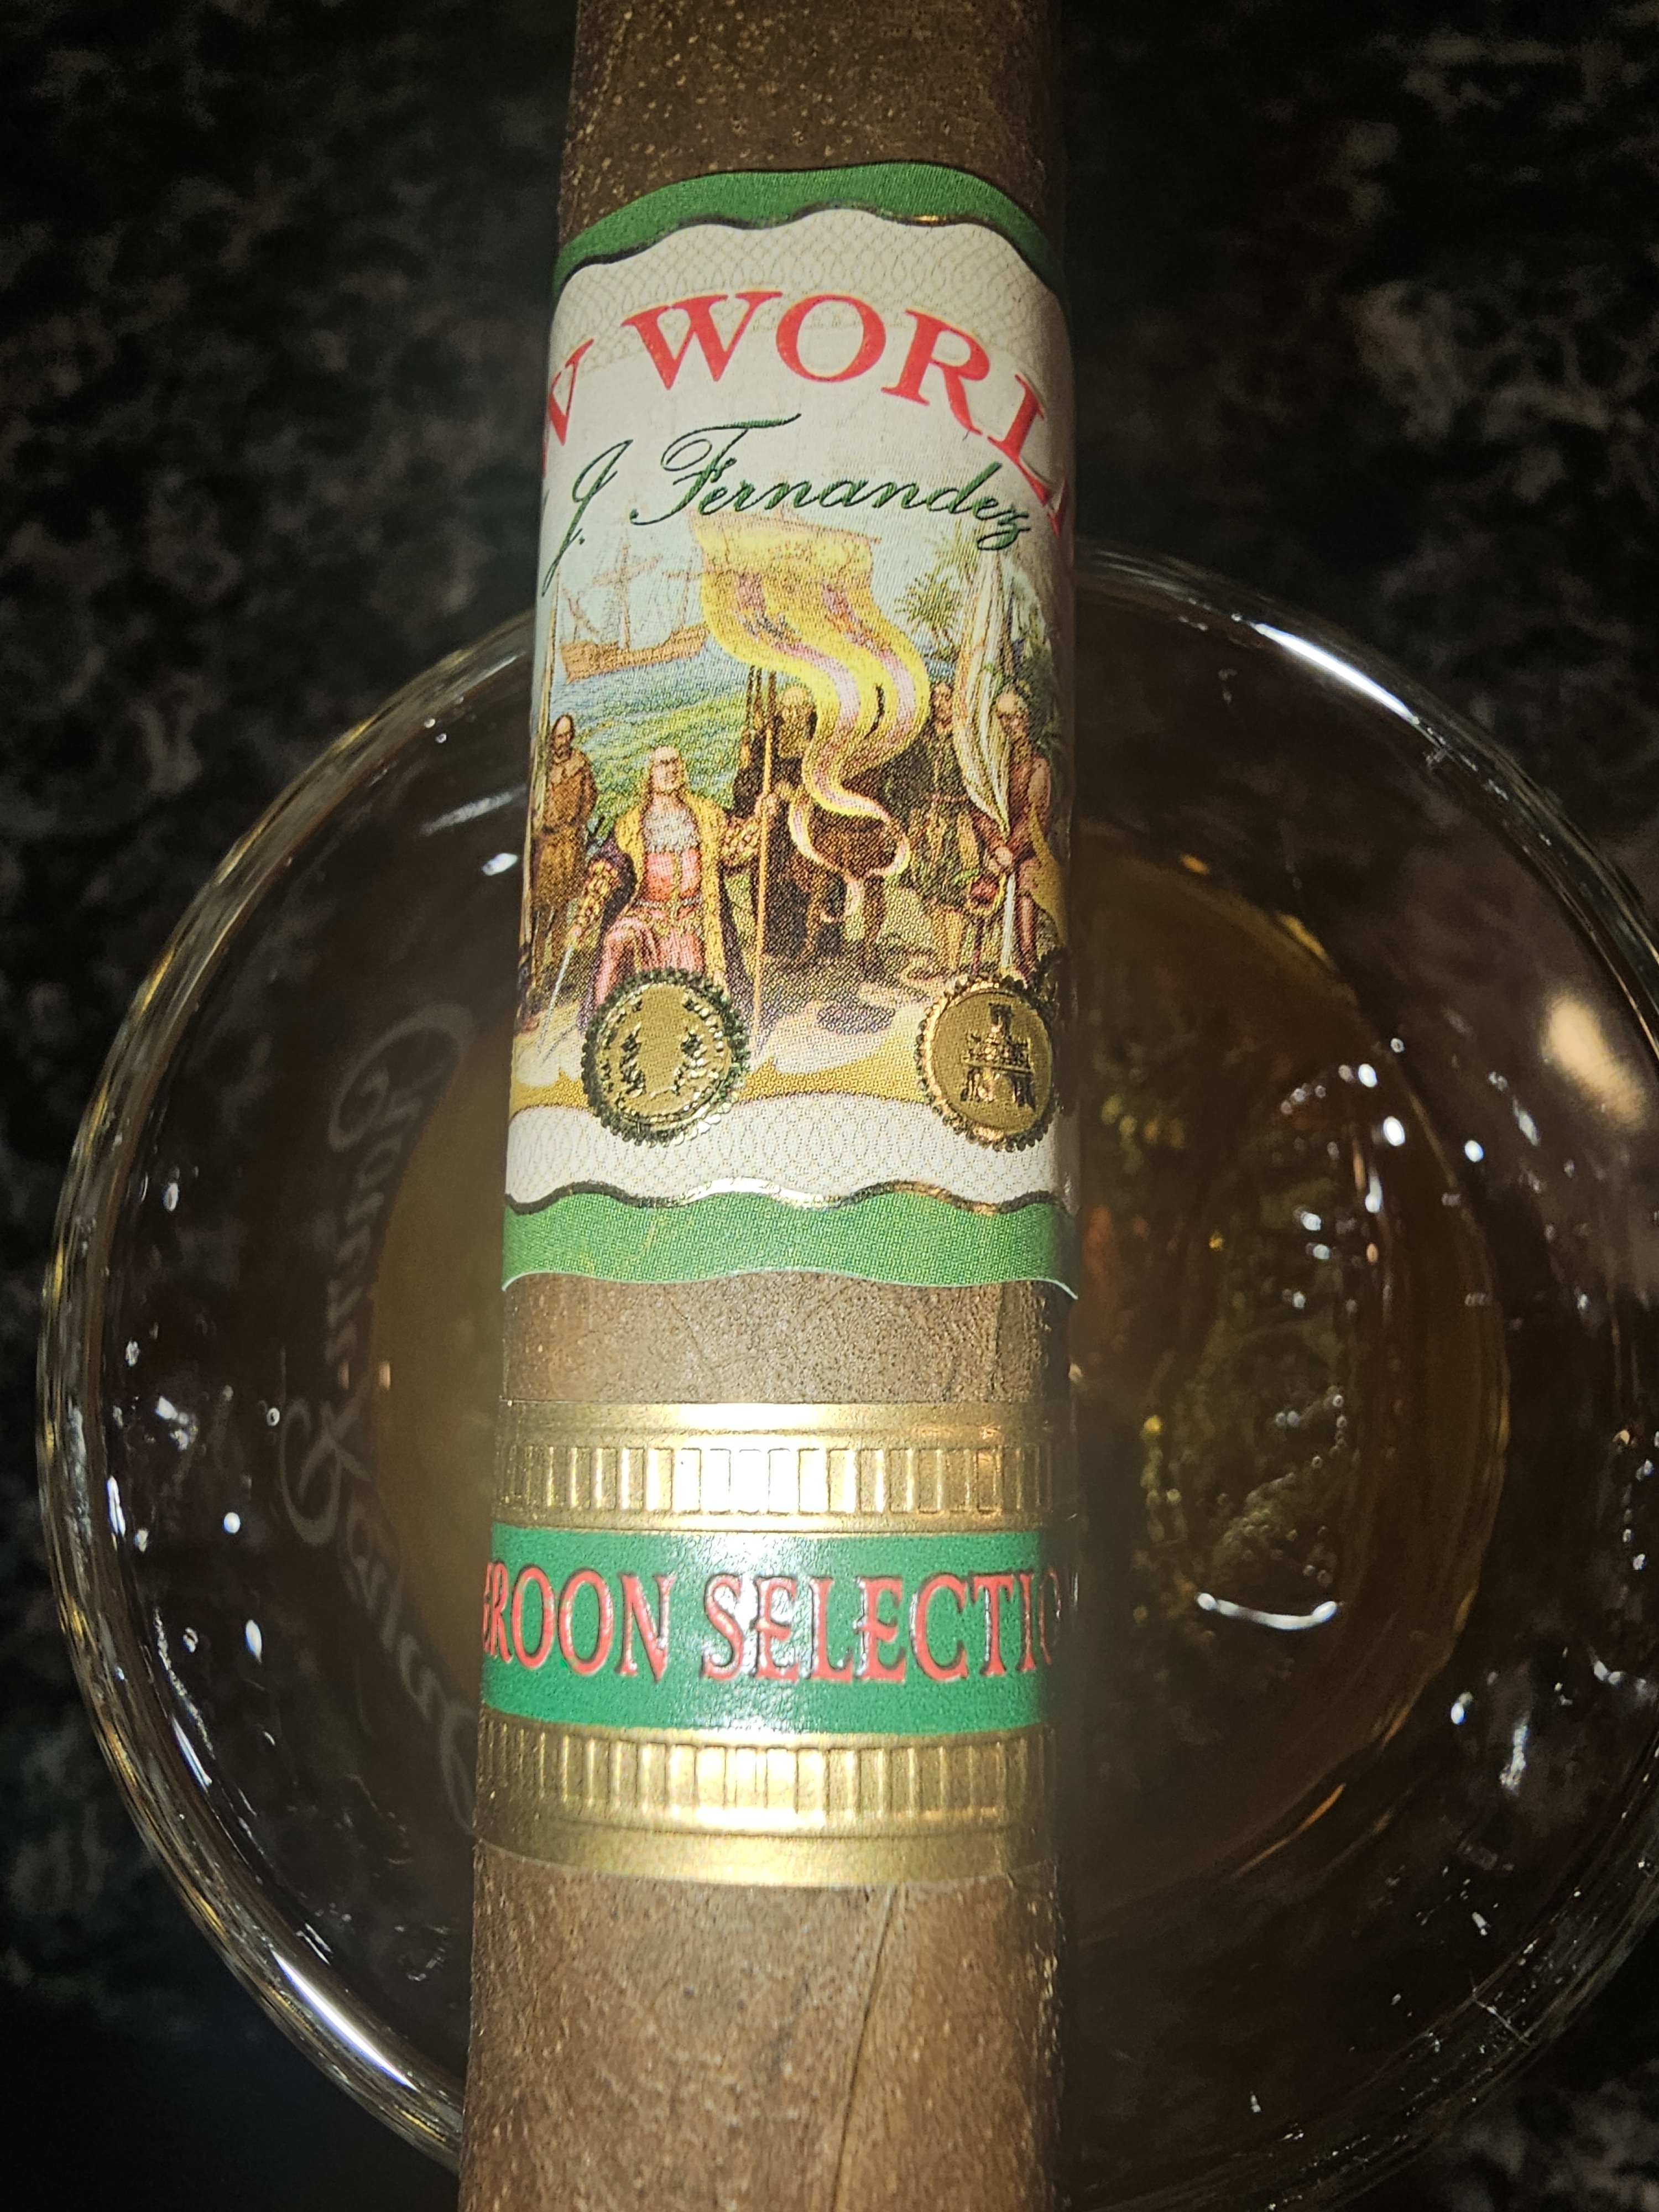 W WORL
J. Fernandez
EROON SELECTIO